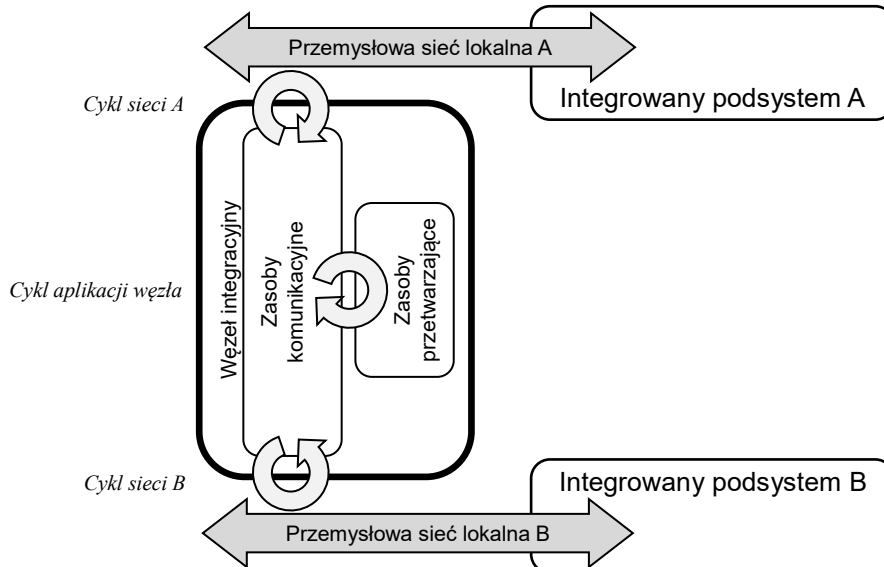 Przemysłowa sieć lokalna A
Integrowany podsystem A
Cykl sieci A
Węzeł integracyjny
Zasoby
komunikacyjne
Zasoby
przetwarzające
Cykl aplikacji węzła
Cykl sieci B
Integrowany podsystem B
Przemysłowa sieć lokalna B